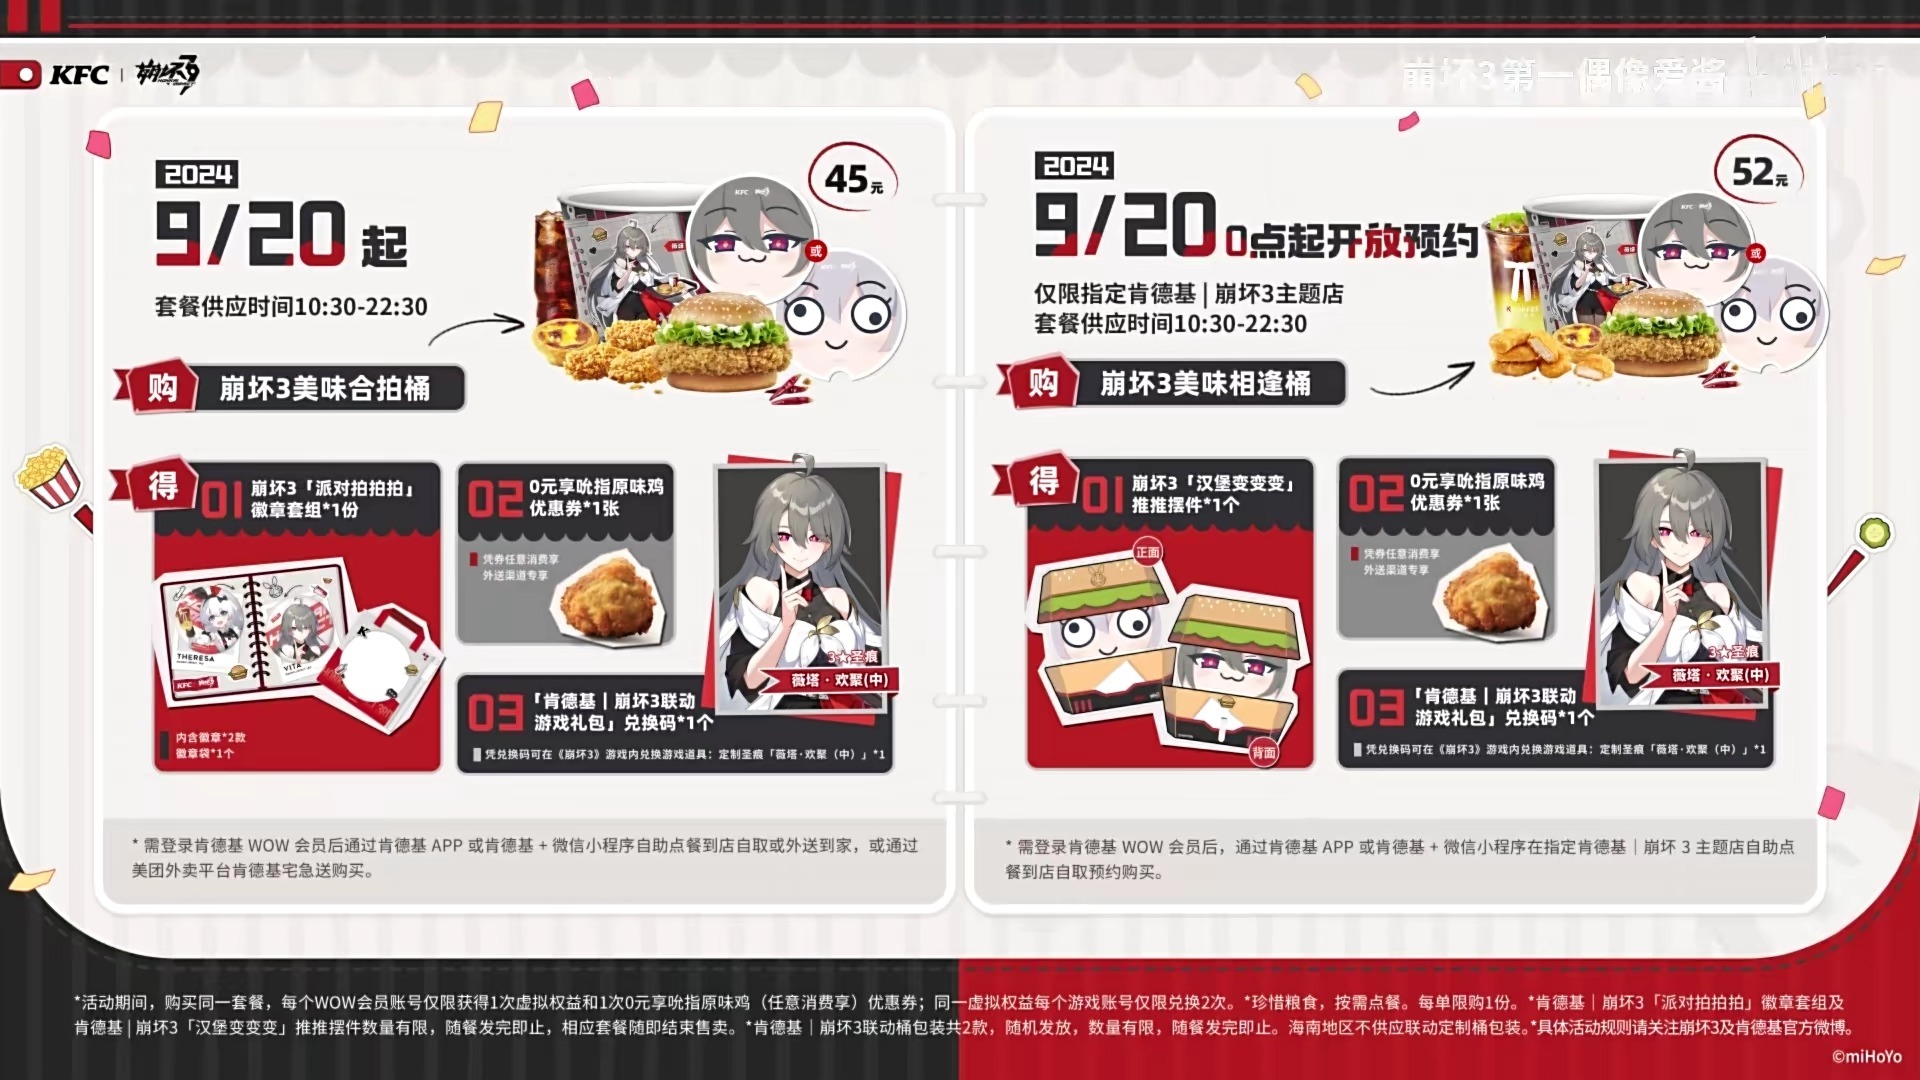 KFC | 崩坏3
崩坏3第一偶像爱酱
2024
9/20 起
套餐供应时间10:30-22:30
45元
或
购 崩坏3美味合拍桶
得
01 崩坏3「派对拍拍拍」
徽章套组*1份
THERESA
VITA
KFC
内含徽章*2款
徽章袋*1个
02 0元享吮指原味鸡
优惠券*1张
凭券任意消费享
外送渠道专享
3★圣痕
薇塔·欢聚(中)
03 「肯德基 | 崩坏3联动
游戏礼包」兑换码*1个
凭兑换码可在《崩坏3》游戏内兑换游戏道具：定制圣痕「薇塔·欢聚（中）」*1
* 需登录肯德基 WOW 会员后通过肯德基 APP 或肯德基 + 微信小程序自助点餐到店自取或外送到家，或通过
美团外卖平台肯德基宅急送购买。
2024
9/20 0点起开放预约
仅限指定肯德基 | 崩坏3主题店
套餐供应时间10:30-22:30
52元
或
购 崩坏3美味相逢桶
得
01 崩坏3「汉堡变变变」
推推摆件*1个
正面
背面
02 0元享吮指原味鸡
优惠券*1张
凭券任意消费享
外送渠道专享
3★圣痕
薇塔·欢聚(中)
03 「肯德基 | 崩坏3联动
游戏礼包」兑换码*1个
凭兑换码可在《崩坏3》游戏内兑换游戏道具：定制圣痕「薇塔·欢聚（中）」*1
* 需登录肯德基 WOW 会员后，通过肯德基 APP 或肯德基 + 微信小程序在指定肯德基 | 崩坏 3 主题店自助点
餐到店自取预约购买。
*活动期间，购买同一套餐，每个WOW会员账号仅限获得1次虚拟权益和1次0元享吮指原味鸡（任意消费享）优惠券；同一虚拟权益每个游戏账号仅限兑换2次。*珍惜粮食，按需点餐。每单限购1份。*肯德基 | 崩坏3「派对拍拍拍」徽章套组及
肯德基 | 崩坏3「汉堡变变变」推推摆件数量有限，随餐发完即止，相应套餐随即结束售卖。*肯德基 | 崩坏3联动桶包装共2款，随机发放，数量有限，随餐发完即止。海南地区不供应联动定制桶包装。*具体活动规则请关注崩坏3及肯德基官方微博。
©miHoYo